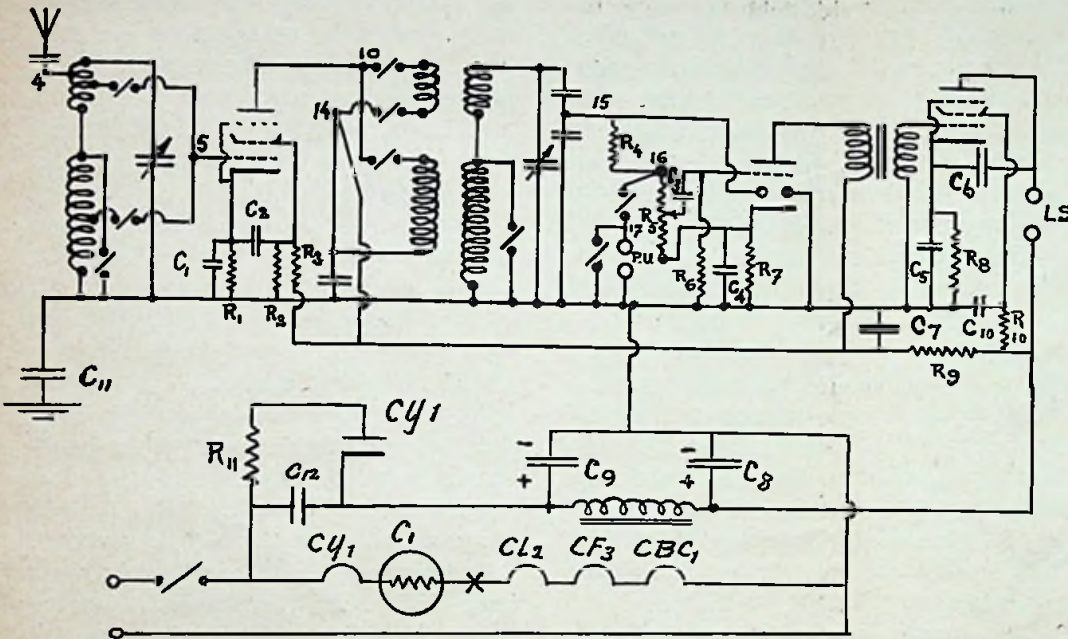 4
5
10
14
15
16
17
C1
C2
R1
R2
R3
R4
C3
R5
P.U
R6
C4
R7
C5
R8
C6
C10
R10
LS
C7
R9
C11
CY1
R11
C12
C9
C8
-
+
-
+
CY1
C1
CL2
CF3
CBC1